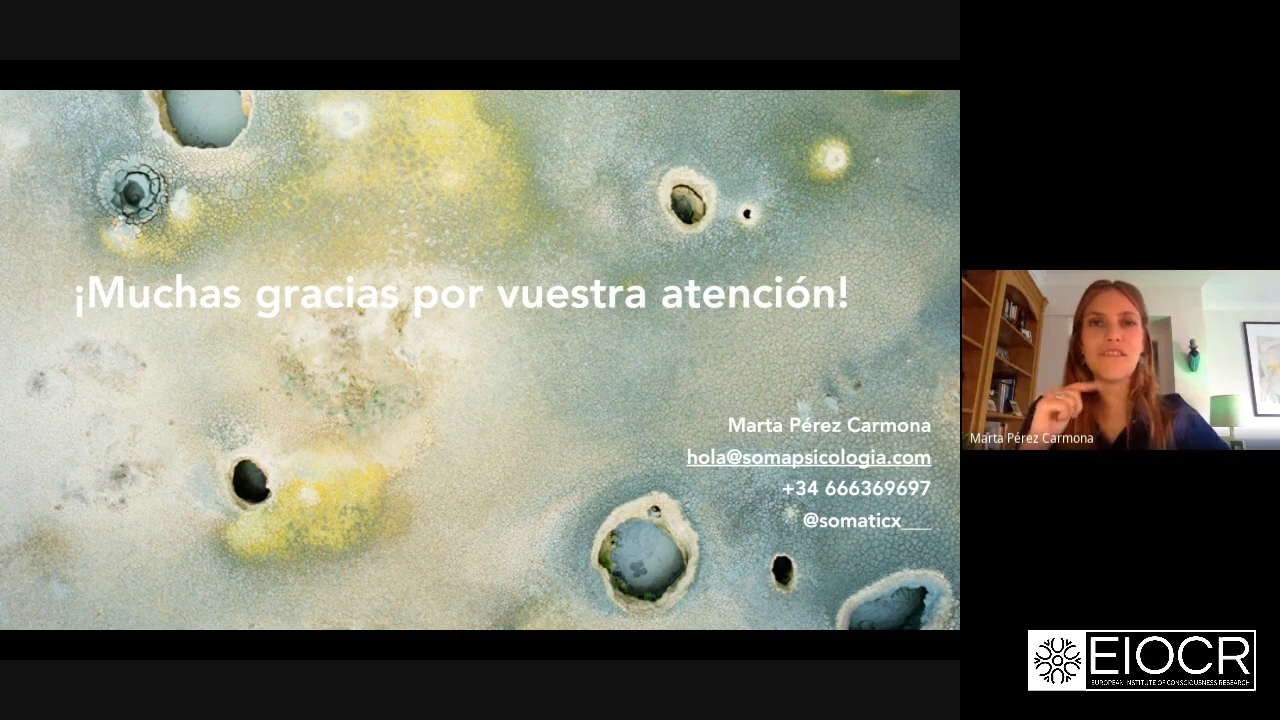 ¡Muchas gracias por vuestra atención!
Marta Pérez Carmona
hola@somapsicologia.com
+34 666369697
@somaticx___
Marta Pérez Carmona
EIOCR
EUROPEAN INSTITUTE OF CONSCIOUSNESS RESEARCH